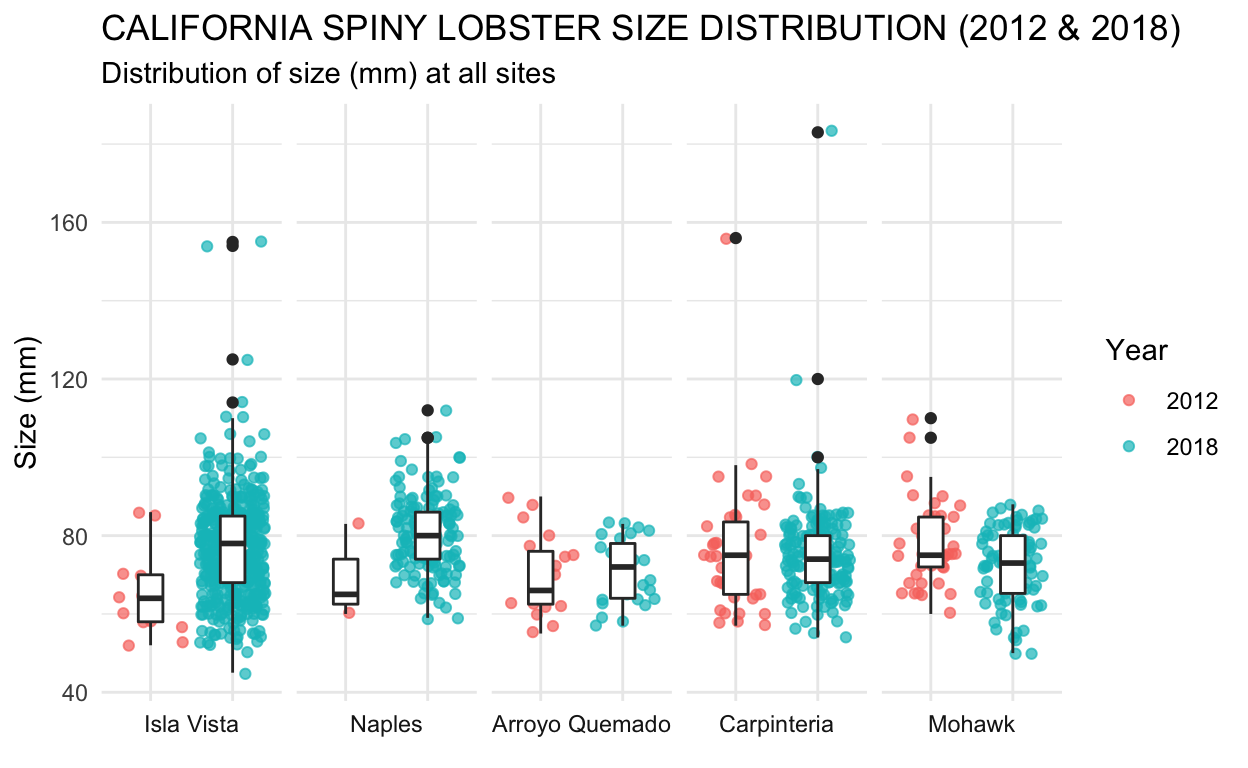 CALIFORNIA SPINY LOBSTER SIZE DISTRIBUTION (2012 & 2018)
Distribution of size (mm) at all sites
160
120
80
40
Size (mm)
Isla Vista
Naples
Arroyo Quemado
Carpinteria
Mohawk
Year
2012
2018